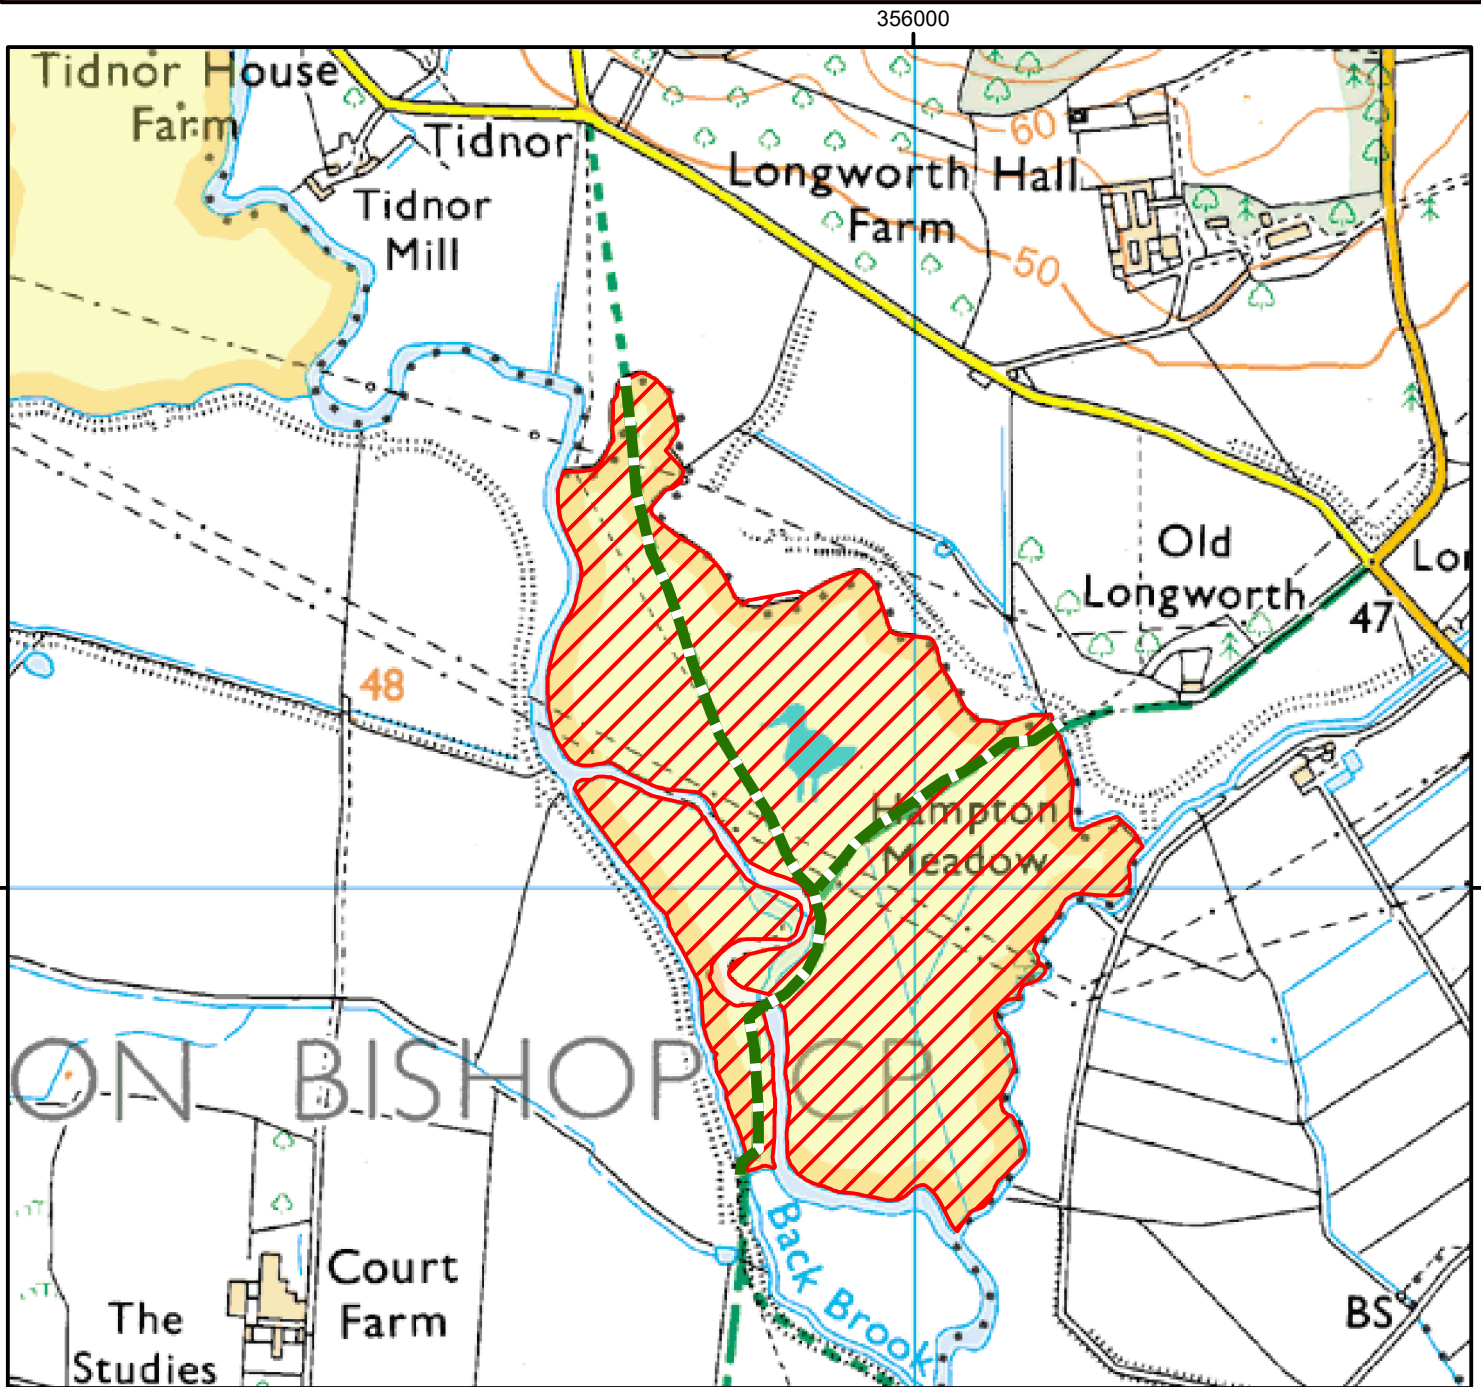 356000
Tidnor House
Farm
Tidnor
Tidnor
Mill
Longworth Hall
Farm
60
50
Old
Longworth
Lon
47
48
Hampton
Meadow
ON BISHOP CP
Court
Farm
The
Studies
Back Brook
BS